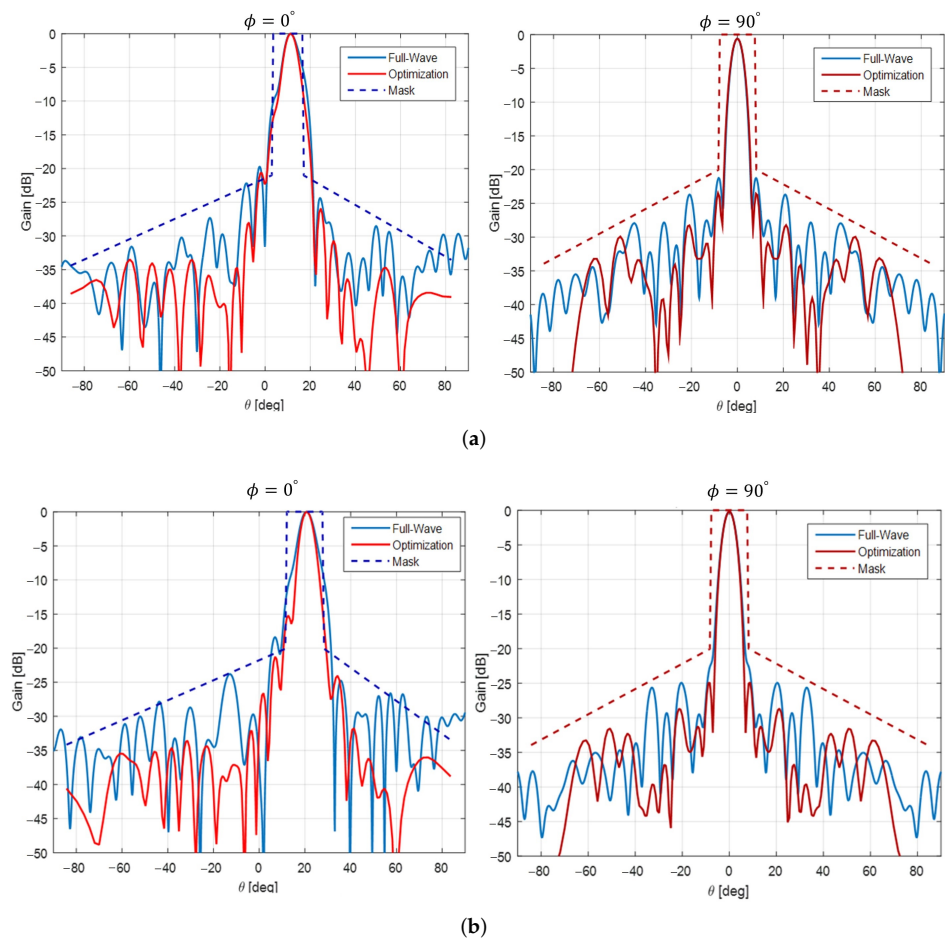 ϕ = 0°
0
−5
−10
−15
−20
−25
−30
−35
−40
−45
−50
Gain [dB]
Full-Wave
Optimization
Mask
−80 −60 −40 −20 0 20 40 60 80
θ [deg]
ϕ = 90°
0
−5
−10
−15
−20
−25
−30
−35
−40
−45
−50
Gain [dB]
Full-Wave
Optimization
Mask
−80 −60 −40 −20 0 20 40 60 80
θ [deg]
(a)
ϕ = 0°
0
−5
−10
−15
−20
−25
−30
−35
−40
−45
−50
Gain [dB]
Full-Wave
Optimization
Mask
−80 −60 −40 −20 0 20 40 60 80
θ [deg]
ϕ = 90°
0
−5
−10
−15
−20
−25
−30
−35
−40
−45
−50
Gain [dB]
Full-Wave
Optimization
Mask
−80 −60 −40 −20 0 20 40 60 80
θ [deg]
(b)